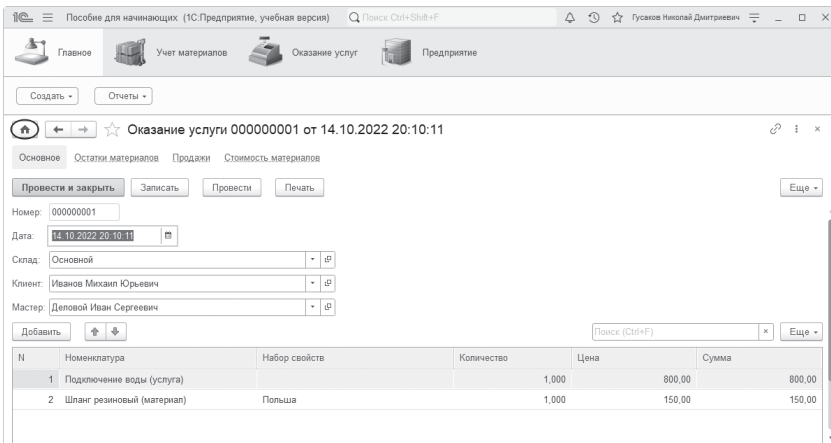 1С Пособие для начинающих (1С:Предприятие, учебная версия) Поиск Ctrl+Shift+F Гусаков Николай Дмитриевич
Главное Учет материалов Оказание услуг Предприятие
Создать Отчеты
Оказание услуги 000000001 от 14.10.2022 20:10:11
Основное Остатки материалов Продажи Стоимость материалов
Провести и закрыть Записать Провести Печать Еще
Номер: 000000001
Дата: 14.10.2022 20:10:11
Склад: Основной
Клиент: Иванов Михаил Юрьевич
Мастер: Деловой Иван Сергеевич
Добавить Поиск (Ctrl+F) × Еще
N Номенклатура Набор свойств Количество Цена Сумма
1 Подключение воды (услуга) 1,000 800,00 800,00
2 Шланг резиновый (материал) Польша 1,000 150,00 150,00